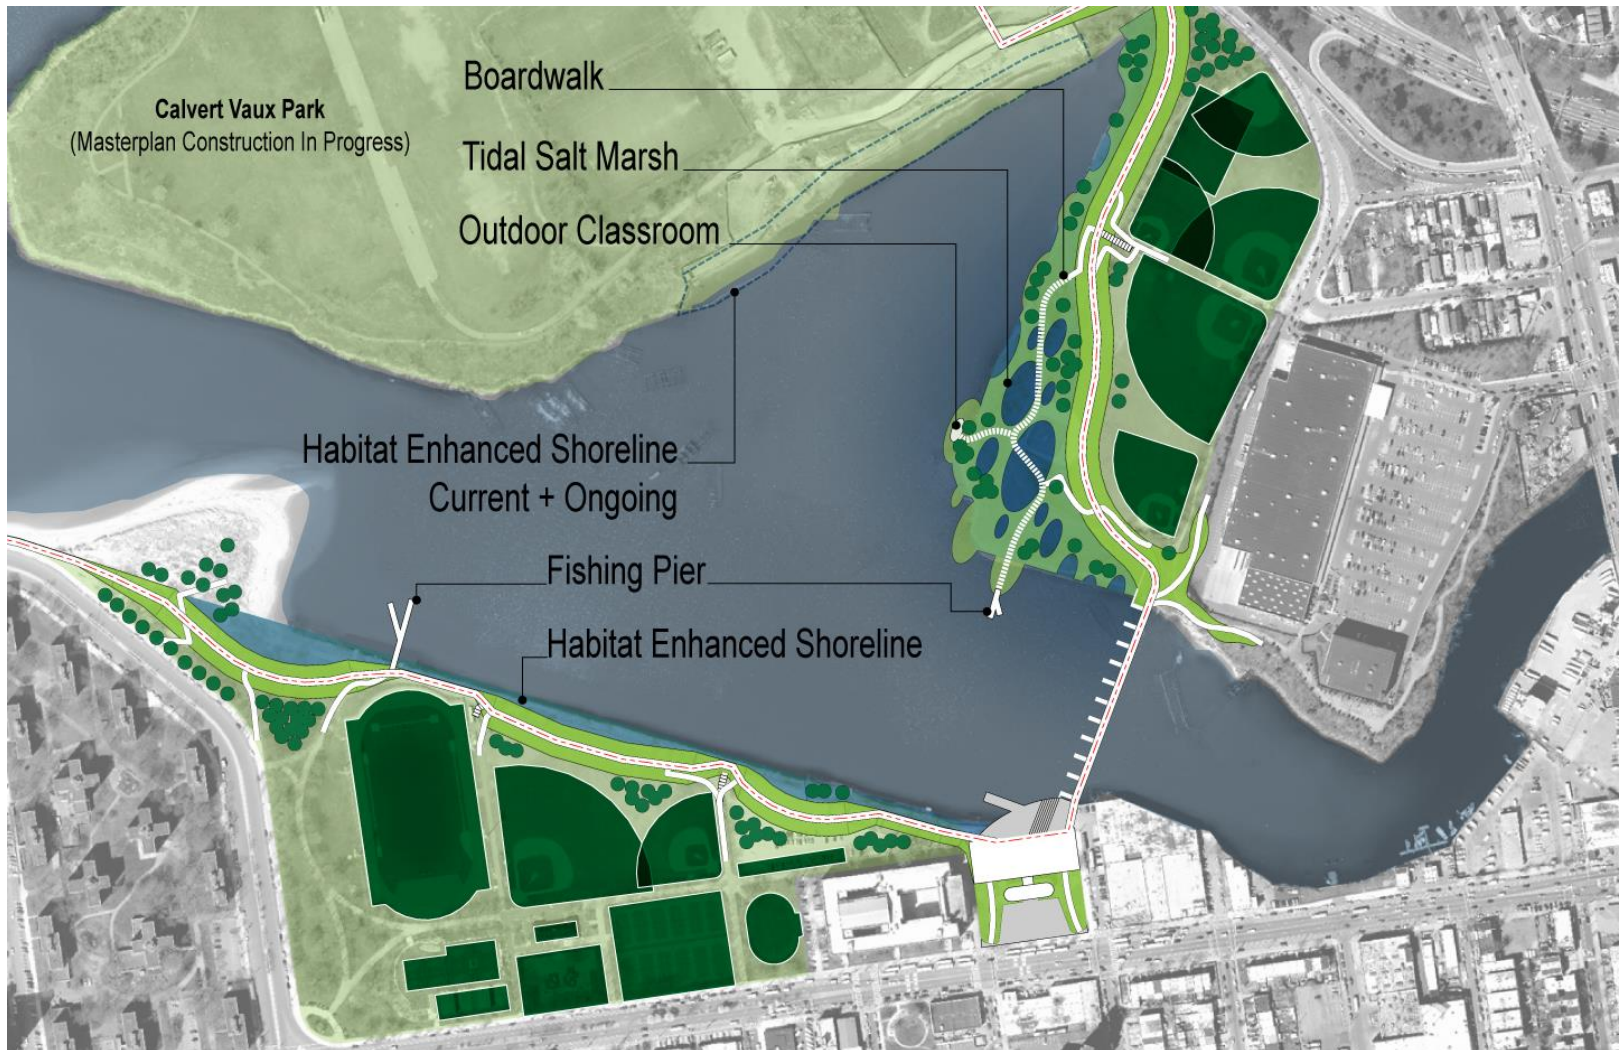 Boardwalk
Calvert Vaux Park
(Masterplan Construction In Progress)
Tidal Salt Marsh
Outdoor Classroom
Habitat Enhanced Shoreline
Current + Ongoing
Fishing Pier
Habitat Enhanced Shoreline